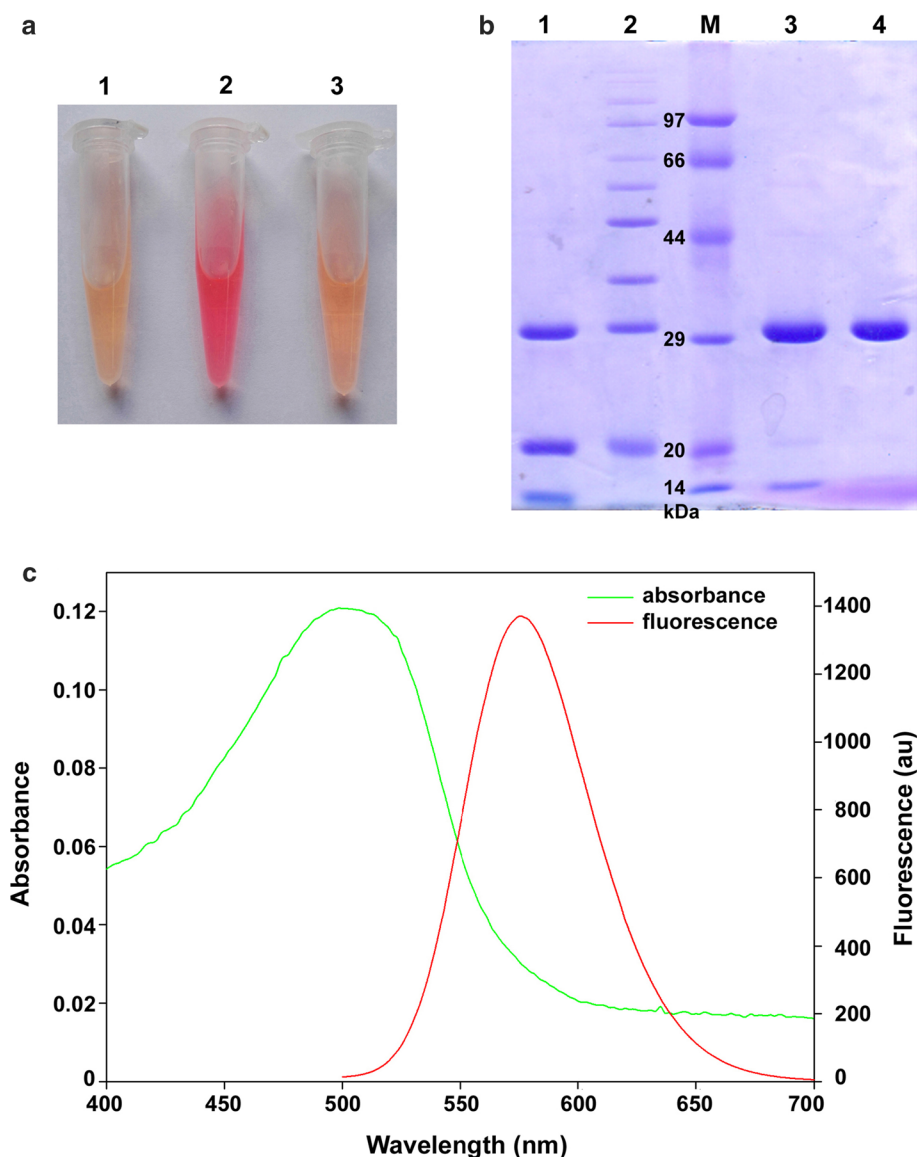 a
1 2 3
b
1 2 M 3 4
97
66
44
29
20
14
kDa
c
absorbance
fluorescence
0.12
0.10
0.08
0.06
0.04
0.02
0
Absorbance
1400
1200
1000
800
600
400
200
0
Fluorescence (au)
400 450 500 550 600 650 700
Wavelength (nm)